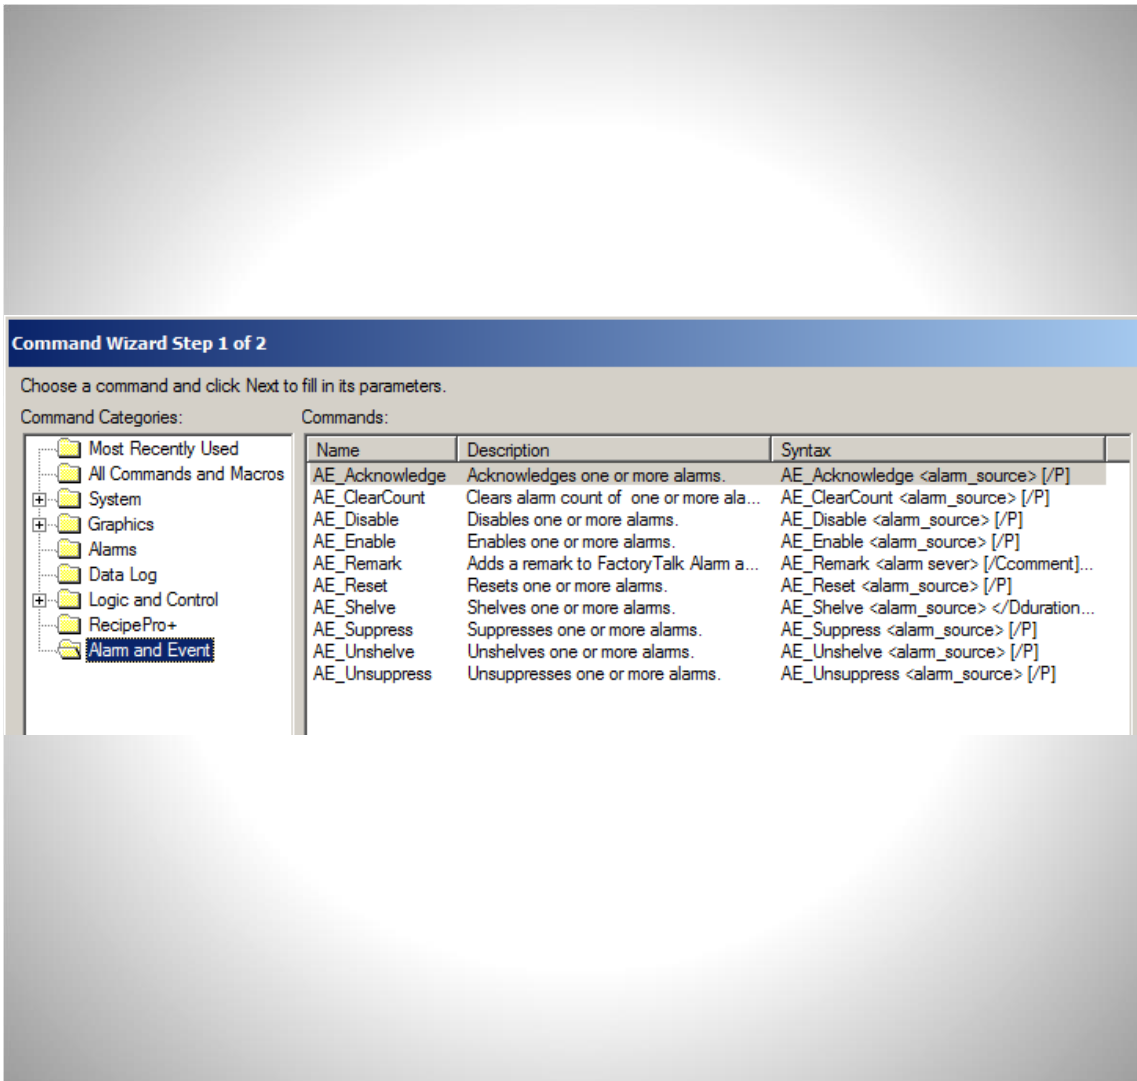 Command Wizard Step 1 of 2
Choose a command and click Next to fill in its parameters.
Command Categories:
Most Recently Used
All Commands and Macros
System
Graphics
Alarms
Data Log
Logic and Control
RecipePro+
Alarm and Event
Commands:
Name Description Syntax
AE_Acknowledge Acknowledges one or more alarms. AE_Acknowledge <alarm_source> [/P]
AE_ClearCount Clears alarm count of one or more ala... AE_ClearCount <alarm_source> [/P]
AE_Disable Disables one or more alarms. AE_Disable <alarm_source> [/P]
AE_Enable Enables one or more alarms. AE_Enable <alarm_source> [/P]
AE_Remark Adds a remark to FactoryTalk Alarm a... AE_Remark <alarm sever> [/Ccomment]...
AE_Reset Resets one or more alarms. AE_Reset <alarm_source> [/P]
AE_Shelve Shelves one or more alarms. AE_Shelve <alarm_source> </Dduration...
AE_Suppress Suppresses one or more alarms. AE_Suppress <alarm_source> [/P]
AE_Unshelve Unshelves one or more alarms. AE_Unshelve <alarm_source> [/P]
AE_Unsuppress Unsuppresses one or more alarms. AE_Unsuppress <alarm_source> [/P]